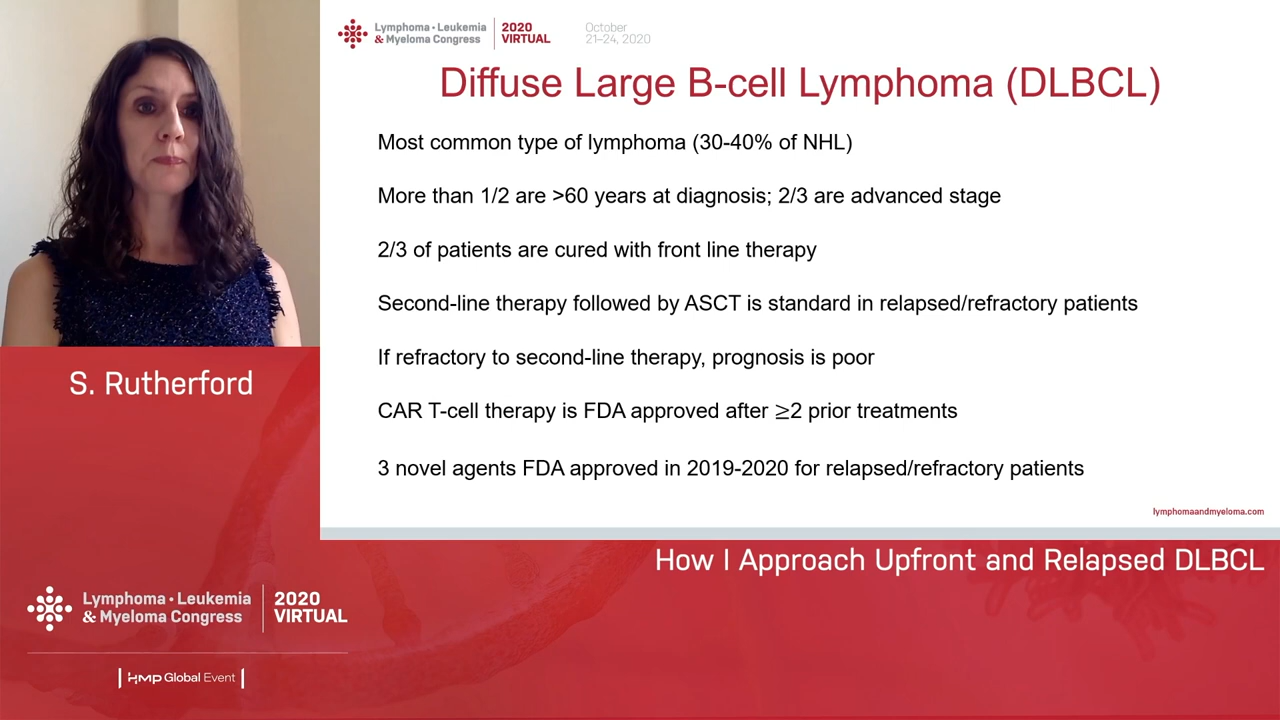 Lymphoma • Leukemia
& Myeloma Congress
2020
VIRTUAL
October
21–24, 2020
Diffuse Large B-cell Lymphoma (DLBCL)
Most common type of lymphoma (30-40% of NHL)
More than 1/2 are >60 years at diagnosis; 2/3 are advanced stage
2/3 of patients are cured with front line therapy
Second-line therapy followed by ASCT is standard in relapsed/refractory patients
If refractory to second-line therapy, prognosis is poor
CAR T-cell therapy is FDA approved after ≥2 prior treatments
3 novel agents FDA approved in 2019-2020 for relapsed/refractory patients
lymphomaandmyeloma.com
S. Rutherford
How I Approach Upfront and Relapsed DLBCL
Lymphoma • Leukemia
& Myeloma Congress
2020
VIRTUAL
HMP Global Event